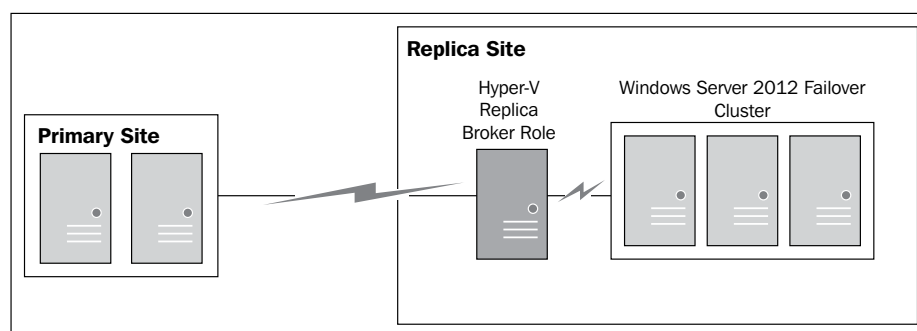 Primary Site
Replica Site
Hyper-V
Replica
Broker Role
Windows Server 2012 Failover
Cluster